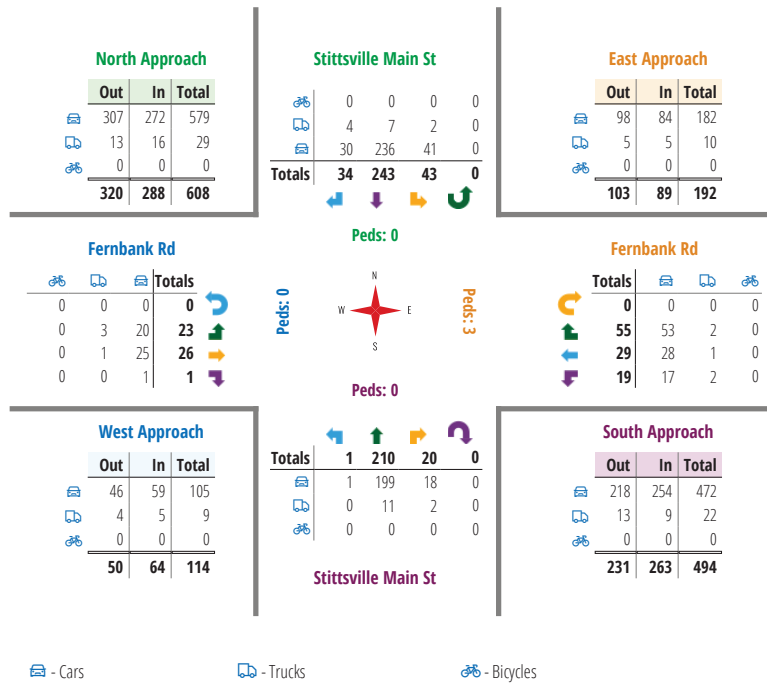 North Approach
Out In Total
307 272 579
13 16 29
0 0 0
320 288 608
Stittsville Main St
0 0 0 0
4 7 2 0
30 236 41 0
Totals 34 243 43 0
East Approach
Out In Total
98 84 182
5 5 10
0 0 0
103 89 192
Peds: 0
Fernbank Rd
Totals
0 0 0 0
0 3 20 23
0 1 25 26
0 0 1 1
Peds: 0
N
W E
S
Peds: 3
Fernbank Rd
Totals
0 0 0 0
55 53 2 0
29 28 1 0
19 17 2 0
Peds: 0
West Approach
Out In Total
46 59 105
4 5 9
0 0 0
50 64 114
Totals 1 210 20 0
1 199 18 0
0 11 2 0
0 0 0 0
Stittsville Main St
South Approach
Out In Total
218 254 472
13 9 22
0 0 0
231 263 494
- Cars
- Trucks
- Bicycles